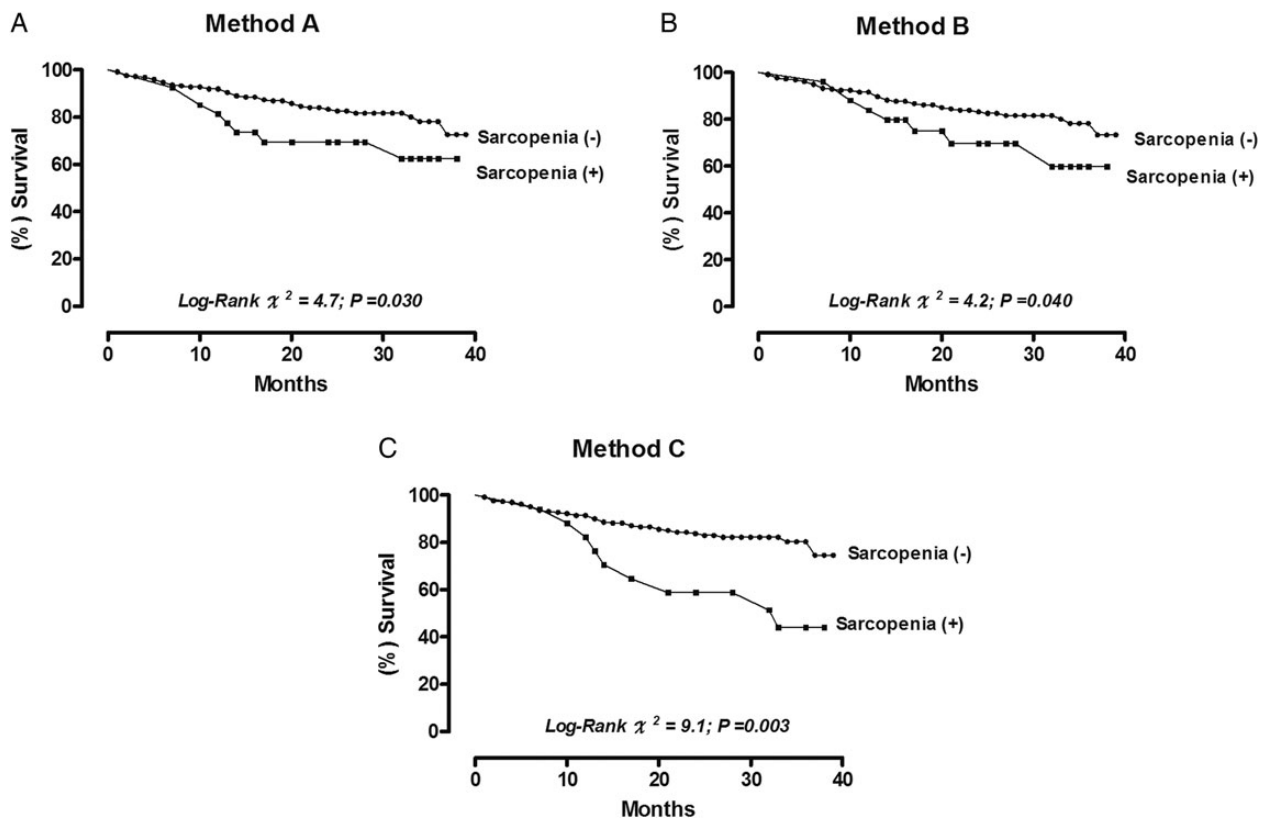 A
Method A
(%) Survival
100
80
60
40
20
0
Sarcopenia (-)
Sarcopenia (+)
Log-Rank χ 2 = 4.7; P =0.030
0 10 20 30 40
Months
B
Method B
(%) Survival
100
80
60
40
20
0
Sarcopenia (-)
Sarcopenia (+)
Log-Rank χ 2 = 4.2; P =0.040
0 10 20 30 40
Months
C
Method C
(%) Survival
100
80
60
40
20
0
Sarcopenia (-)
Sarcopenia (+)
Log-Rank χ 2 = 9.1; P =0.003
0 10 20 30 40
Months